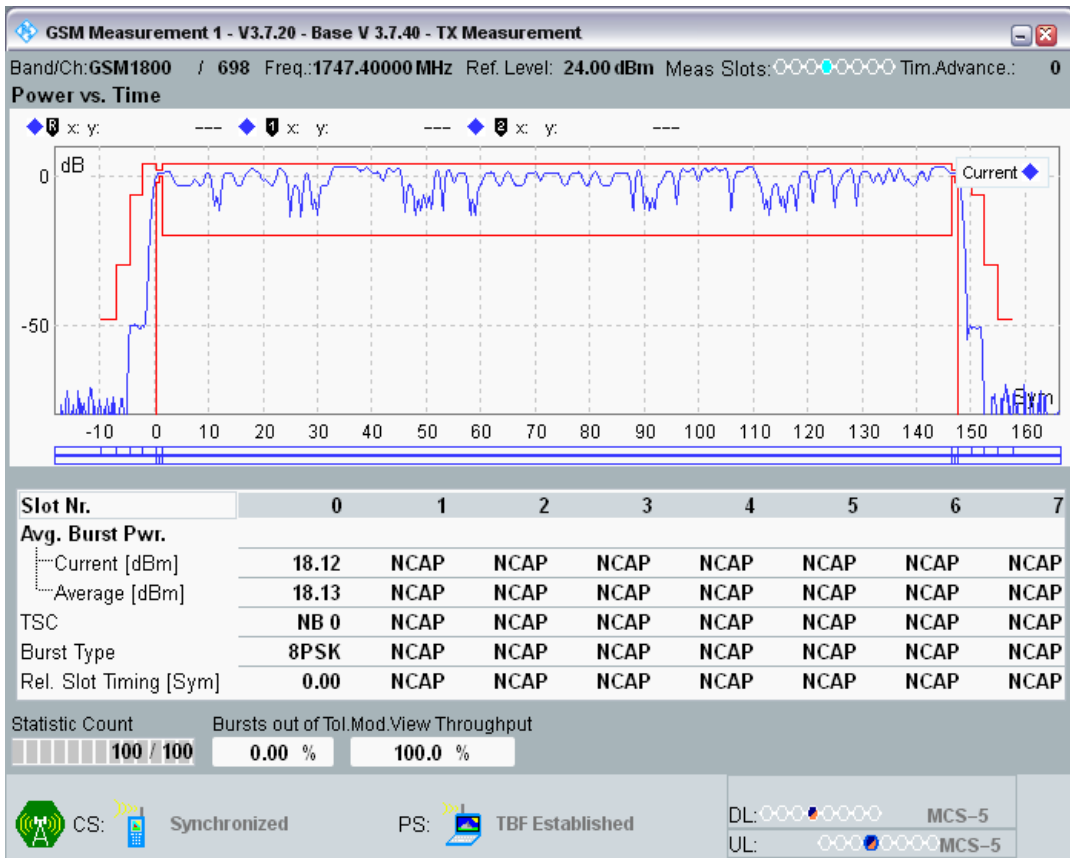 GSM Measurement 1 - V3.7.20 - Base V 3.7.40 - TX Measurement
Band/Ch:GSM1800 / 698 Freq.:1747.40000 MHz Ref. Level: 24.00 dBm Meas Slots: Tim.Advance.: 0
Power vs. Time
R x: y: --- 1 x: y: --- 2 x: y: ---
dB
Current
0
-50
Sym
-10 0 10 20 30 40 50 60 70 80 90 100 110 120 130 140 150 160
Slot Nr. 0 1 2 3 4 5 6 7
Avg. Burst Pwr.
Current [dBm] 18.12 NCAP NCAP NCAP NCAP NCAP NCAP NCAP
Average [dBm] 18.13 NCAP NCAP NCAP NCAP NCAP NCAP NCAP
TSC NB 0 NCAP NCAP NCAP NCAP NCAP NCAP NCAP
Burst Type 8PSK NCAP NCAP NCAP NCAP NCAP NCAP NCAP
Rel. Slot Timing [Sym] 0.00 NCAP NCAP NCAP NCAP NCAP NCAP NCAP
Statistic Count Bursts out of Tol.Mod.View Throughput
100 / 100 0.00 % 100.0 %
CS: Synchronized PS: TBF Established
DL: MCS-5
UL: MCS-5